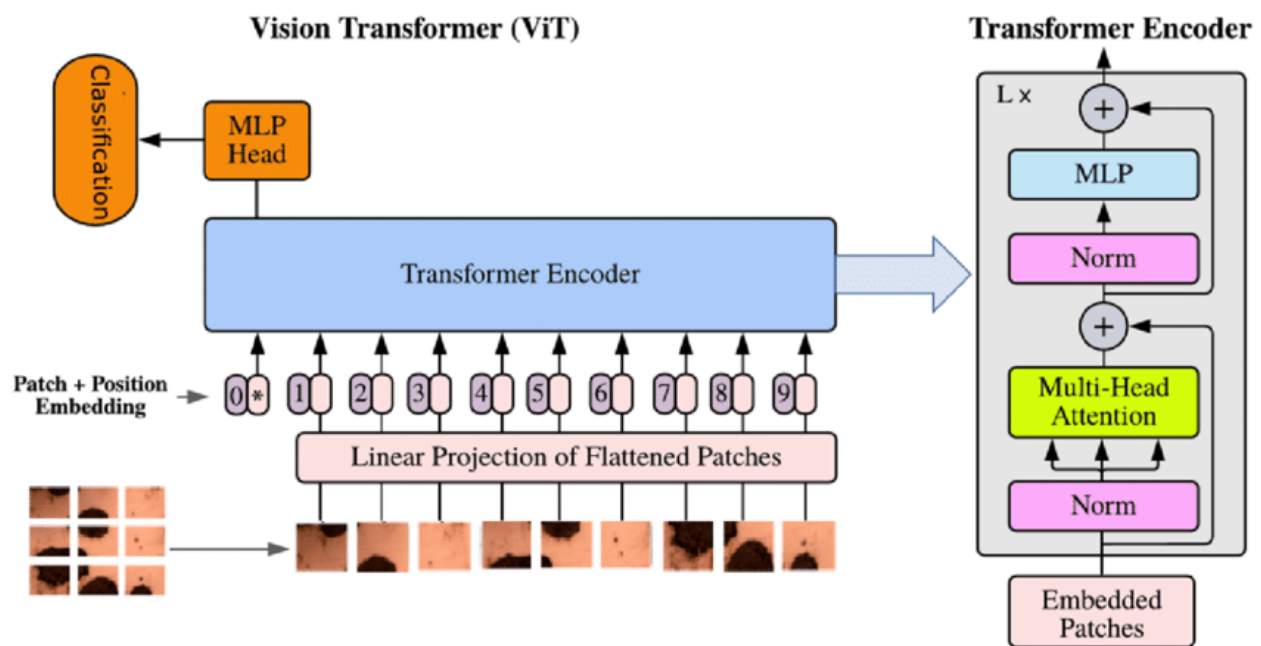 Vision Transformer (ViT)
Classification
MLP
Head
Transformer Encoder
Patch + Position
Embedding
0 * 1 2 3 4 5 6 7 8 9
Linear Projection of Flattened Patches
Transformer Encoder
L ×
+
MLP
Norm
+
Multi-Head
Attention
Norm
Embedded
Patches